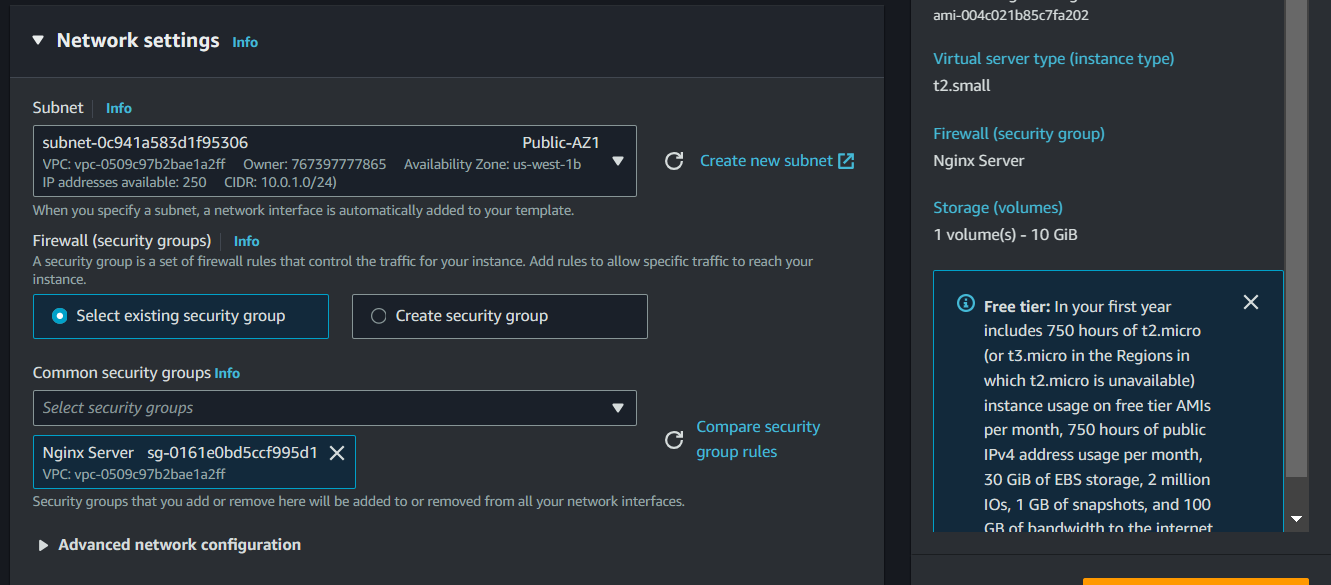 Network settings Info
Subnet Info
subnet-0c941a583d1f95306 Public-AZ1
VPC: vpc-0509c97b2bae1a2ff Owner: 767397777865 Availability Zone: us-west-1b
IP addresses available: 250 CIDR: 10.0.1.0/24)
Create new subnet
When you specify a subnet, a network interface is automatically added to your template.
Firewall (security groups) Info
A security group is a set of firewall rules that control the traffic for your instance. Add rules to allow specific traffic to reach your
instance.
Select existing security group
Create security group
Common security groups Info
Select security groups
Compare security
group rules
Nginx Server sg-0161e0bd5ccf995d1
VPC: vpc-0509c97b2bae1a2ff
Security groups that you add or remove here will be added to or removed from all your network interfaces.
Advanced network configuration
ami-004c021b85c7fa202
Virtual server type (instance type)
t2.small
Firewall (security group)
Nginx Server
Storage (volumes)
1 volume(s) - 10 GiB
Free tier: In your first year
includes 750 hours of t2.micro
(or t3.micro in the Regions in
which t2.micro is unavailable)
instance usage on free tier AMIs
per month, 750 hours of public
IPv4 address usage per month,
30 GiB of EBS storage, 2 million
IOs, 1 GB of snapshots, and 100
GB of bandwidth to the internet